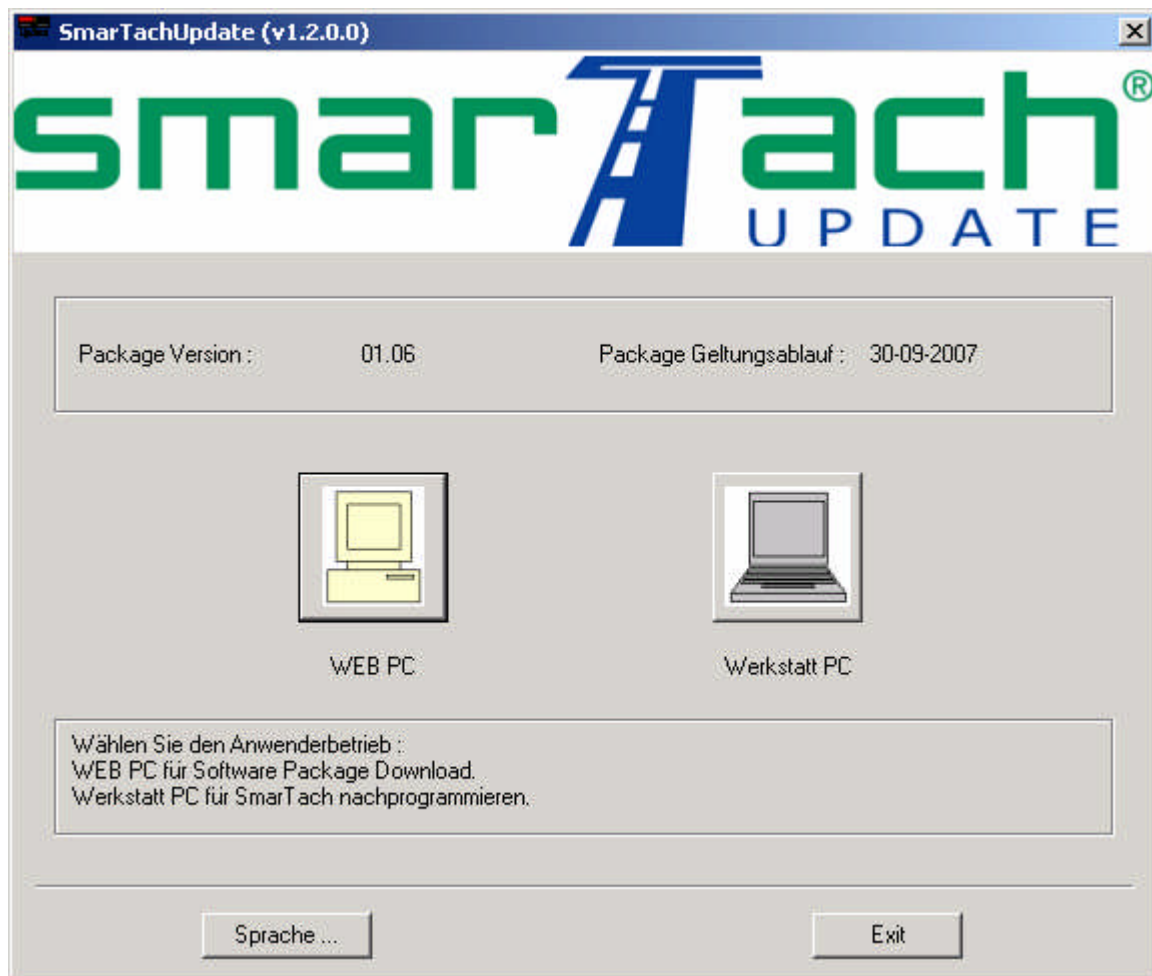 SmarTachUpdate (v1.2.0.0)
smarTach®
UPDATE
Package Version : 01.06 Package Geltungsablauf : 30-09-2007
WEB PC Werkstatt PC
Wählen Sie den Anwenderbetrieb :
WEB PC für Software Package Download.
Werkstatt PC für SmarTach nachprogrammieren.
Sprache ... Exit